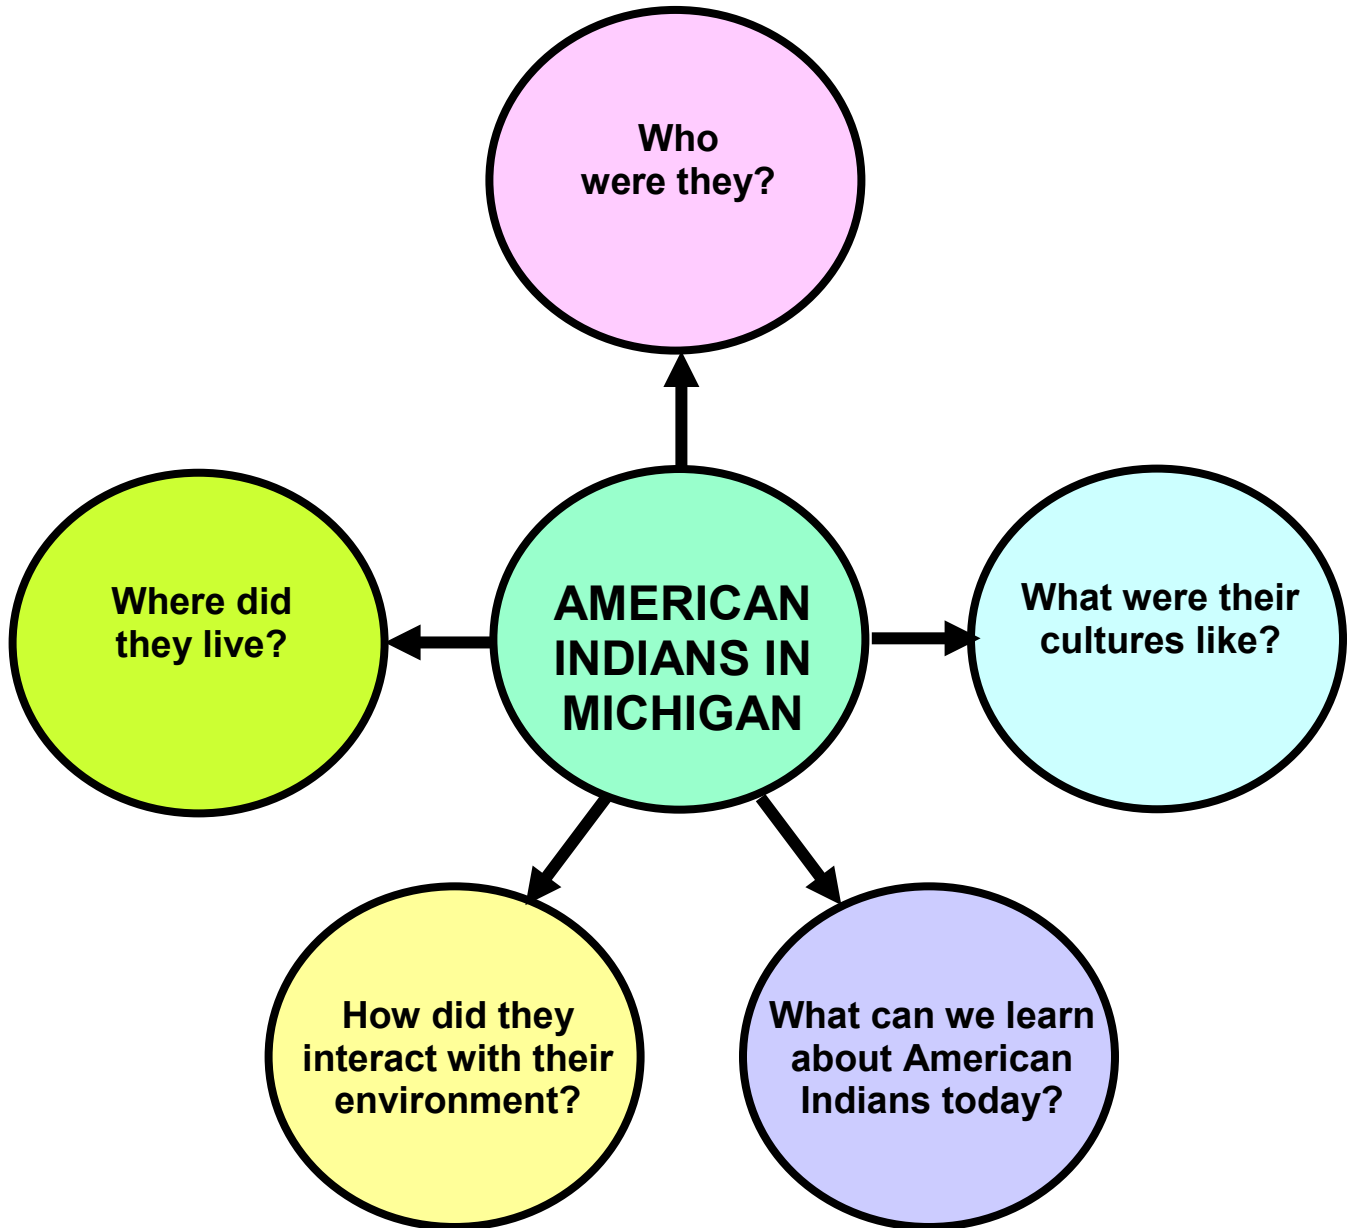 Who
were they?
Where did
they live?
AMERICAN
INDIANS IN
MICHIGAN
What were their
cultures like?
How did they
interact with their
environment?
What can we learn
about American
Indians today?